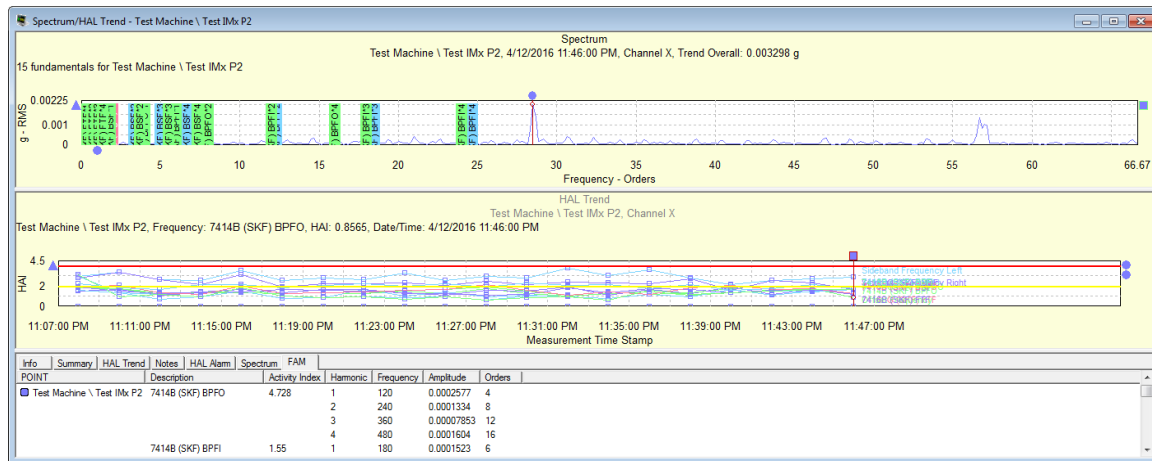 Spectrum/HAL Trend - Test Machine \ Test IMx P2
Spectrum
Test Machine \ Test IMx P2, 4/12/2016 11:46:00 PM, Channel X, Trend Overall: 0.003298 g
15 fundamentals for Test Machine \ Test IMx P2
g - RMS
0.00225
0.001
0
0 5 10 15 20 25 30 35 40 45 50 55 60 66.67
Frequency - Orders
HAL Trend
Test Machine \ Test IMx P2, Channel X
Test Machine \ Test IMx P2, Frequency: 7414B (SKF) BPFO, HAI: 0.8565, Date/Time: 4/12/2016 11:46:00 PM
HAI
4.5
2
0
Sideband Frequency Left
11:07:00 PM 11:11:00 PM 11:15:00 PM 11:19:00 PM 11:23:00 PM 11:27:00 PM 11:31:00 PM 11:35:00 PM 11:39:00 PM 11:43:00 PM 11:47:00 PM
Measurement Time Stamp
Info Summary HAL Trend Notes HAL Alarm Spectrum FAM
POINT Description Activity Index Harmonic Frequency Amplitude Orders
Test Machine \ Test IMx P2 7414B (SKF) BPFO 4.728 1 120 0.0002577 4
2 240 0.0001334 8
3 360 0.00007853 12
4 480 0.0001604 16
7414B (SKF) BPFI 1.55 1 180 0.0001523 6